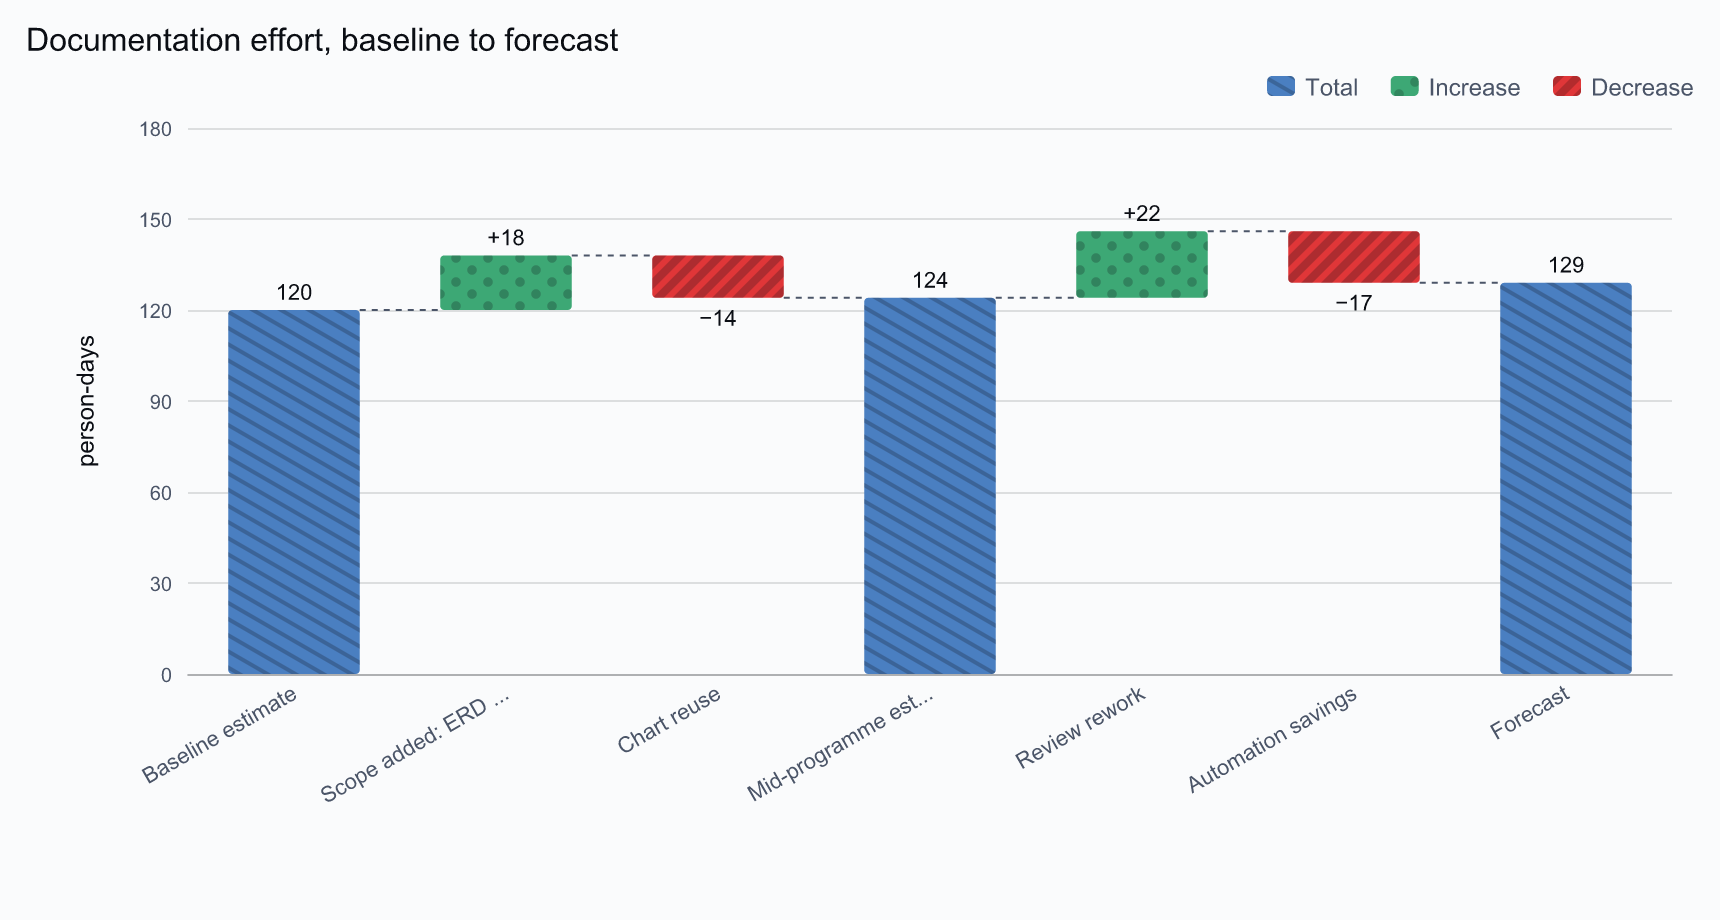 Documentation effort, baseline to forecast
Total
Increase
Decrease
180
150
120
90
60
30
0
person-days
120
+18
−14
124
+22
−17
129
Baseline estimate
Scope added: ERD ...
Chart reuse
Mid-programme est...
Review rework
Automation savings
Forecast